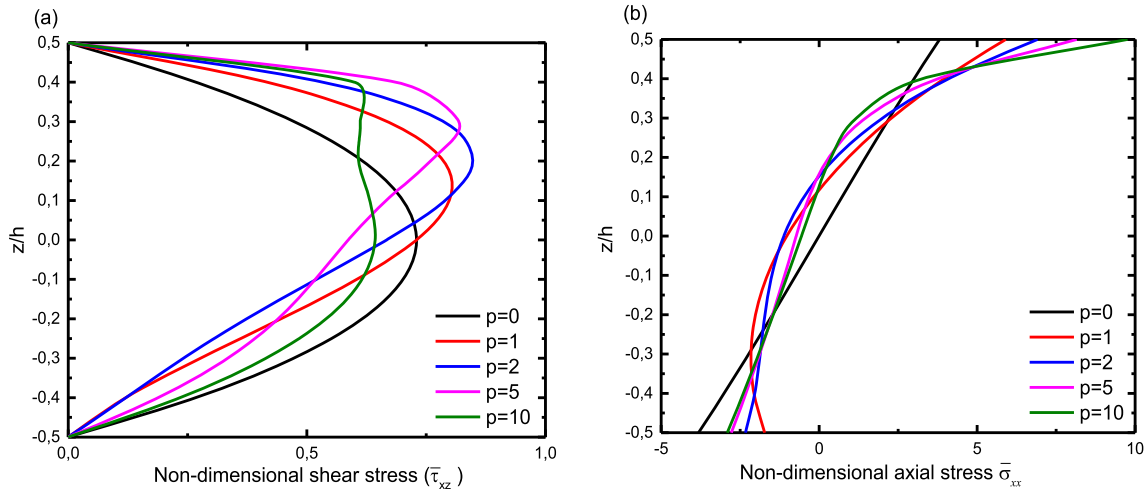 (a)
0,5
0,4
0,3
0,2
0,1
0,0
-0,1
-0,2
-0,3
-0,4
-0,5
z/h
p=0
p=1
p=2
p=5
p=10
0,0 0,5 1,0
Non-dimensional shear stress (τ̅xz )
(b)
0,5
0,4
0,3
0,2
0,1
0,0
-0,1
-0,2
-0,3
-0,4
-0,5
z/h
p=0
p=1
p=2
p=5
p=10
-5 0 5 10
Non-dimensional axial stress σ̅xx